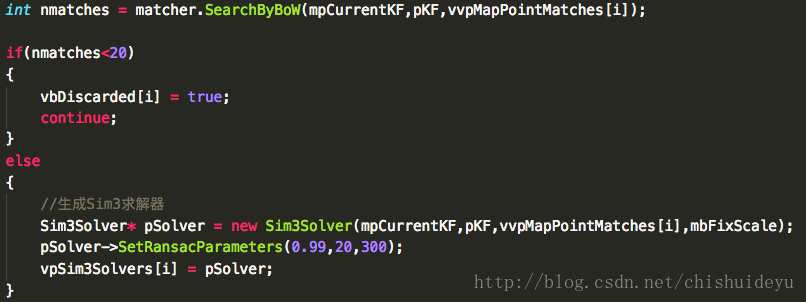 int nmatches = matcher.SearchByBoW(mpCurrentKF,pKF,vvpMapPointMatches[i]);
if(nmatches<20)
{
vbDiscarded[i] = true;
continue;
}
else
{
//生成Sim3求解器
Sim3Solver* pSolver = new Sim3Solver(mpCurrentKF,pKF,vvpMapPointMatches[i],mbFixScale);
pSolver->SetRansacParameters(0.99,20,300);
vpSim3Solvers[i] = pSolver;
}
http://blog.csdn.net/chishuideyu